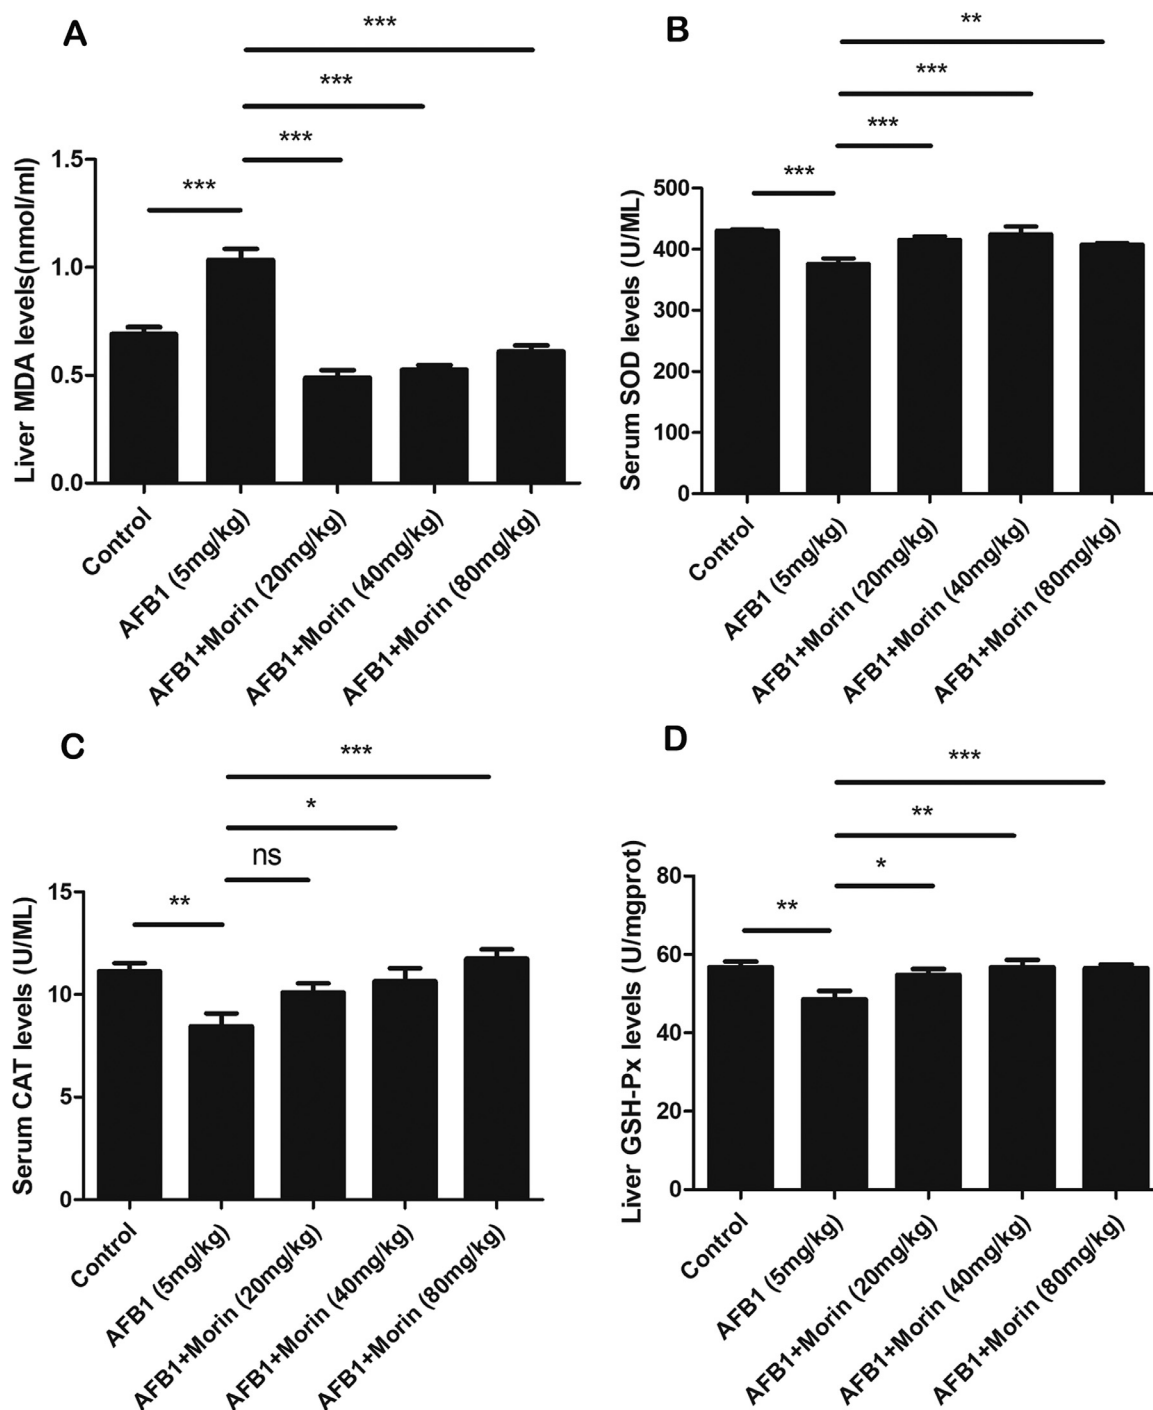 A
***
***
***
***
Liver MDA levels(nmol/ml)
1.5
1.0
0.5
0.0
Control
AFB1 (5mg/kg)
AFB1+Morin (20mg/kg)
AFB1+Morin (40mg/kg)
AFB1+Morin (80mg/kg)
B
**
***
***
***
Serum SOD levels (U/ML)
500
400
300
200
100
0
Control
AFB1 (5mg/kg)
AFB1+Morin (20mg/kg)
AFB1+Morin (40mg/kg)
AFB1+Morin (80mg/kg)
C
***
*
ns
**
Serum CAT levels (U/ML)
15
10
5
0
Control
AFB1 (5mg/kg)
AFB1+Morin (20mg/kg)
AFB1+Morin (40mg/kg)
AFB1+Morin (80mg/kg)
D
***
**
*
**
Liver GSH-Px levels (U/mgprot)
80
60
40
20
0
Control
AFB1 (5mg/kg)
AFB1+Morin (20mg/kg)
AFB1+Morin (40mg/kg)
AFB1+Morin (80mg/kg)